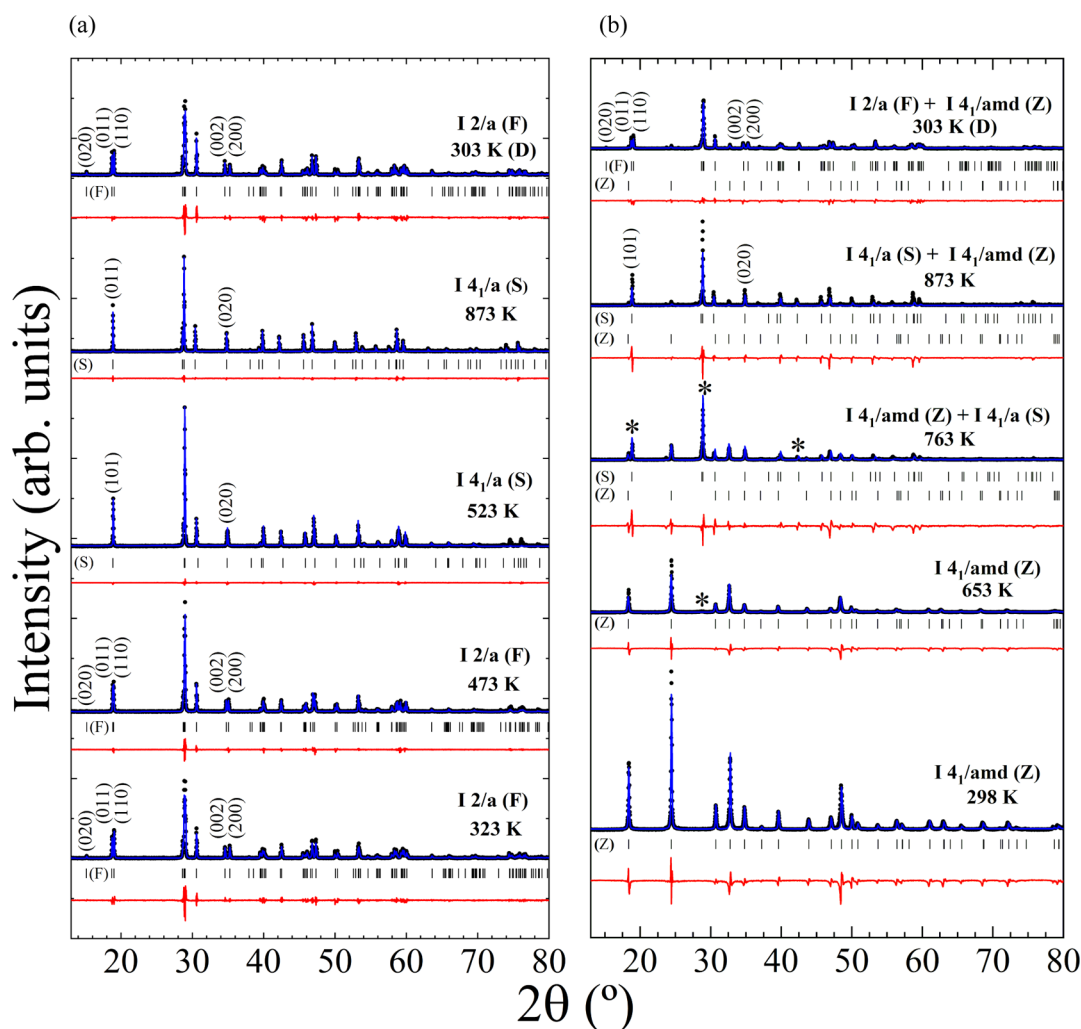 (a)
I 2/a (F)
303 K (D)
(020)
(011)
(110)
(002)
(200)
(F)
I 4₁/a (S)
873 K
(011)
(020)
(S)
I 4₁/a (S)
523 K
(101)
(020)
(S)
I 2/a (F)
473 K
(020)
(011)
(110)
(002)
(200)
(F)
I 2/a (F)
323 K
(020)
(011)
(110)
(002)
(200)
(F)
20 30 40 50 60 70 80
(b)
I 2/a (F) + I 4₁/amd (Z)
303 K (D)
(020)
(011)
(110)
(002)
(200)
(F)
(Z)
I 4₁/a (S) + I 4₁/amd (Z)
873 K
(101)
(020)
(S)
(Z)
I 4₁/amd (Z) + I 4₁/a (S)
763 K
* * *
(S)
(Z)
I 4₁/amd (Z)
653 K
*
(Z)
I 4₁/amd (Z)
298 K
(Z)
20 30 40 50 60 70 80
Intensity (arb. units)
2θ (º)